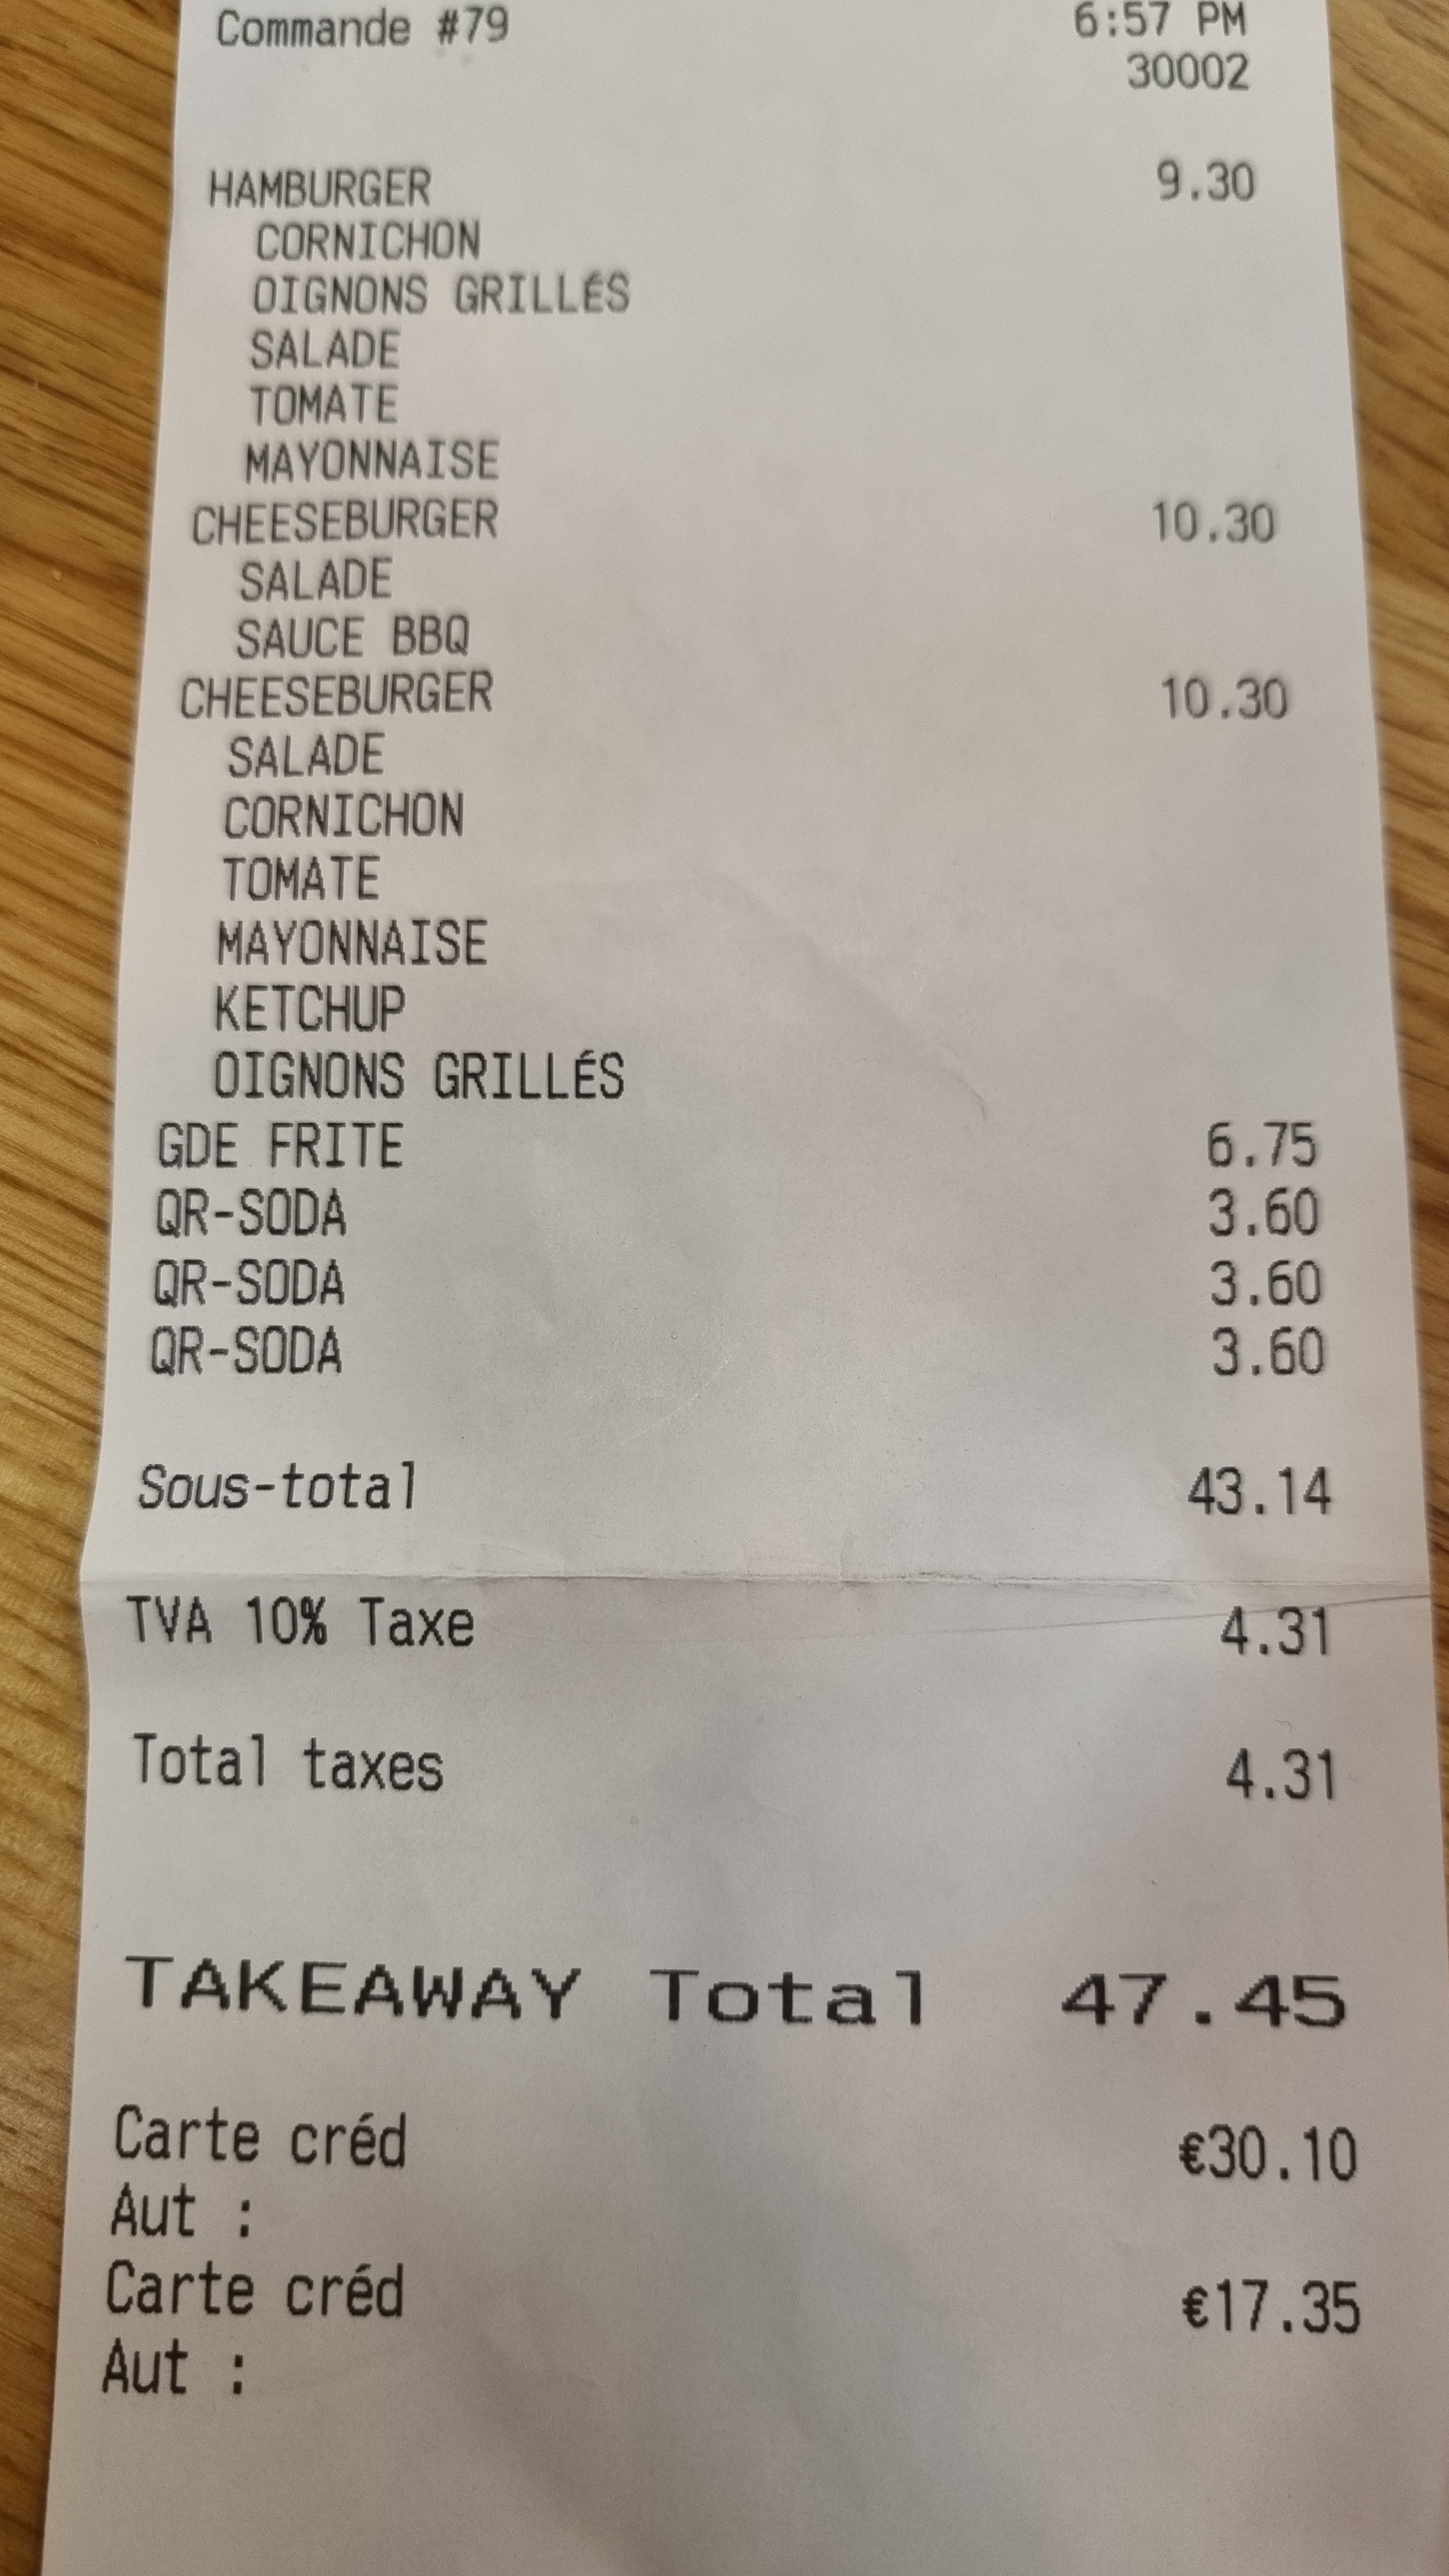 Commande #79 6:57 PM
30002
HAMBURGER 9.30
CORNICHON
OIGNONS GRILLÉS
SALADE
TOMATE
MAYONNAISE
CHEESEBURGER 10.30
SALADE
SAUCE BBQ
CHEESEBURGER 10.30
SALADE
CORNICHON
TOMATE
MAYONNAISE
KETCHUP
OIGNONS GRILLÉS
GDE FRITE 6.75
QR-SODA 3.60
QR-SODA 3.60
QR-SODA 3.60
Sous-total 43.14
TVA 10% Taxe 4.31
Total taxes 4.31
TAKEAWAY Total 47.45
Carte créd €30.10
Aut :
Carte créd €17.35
Aut :